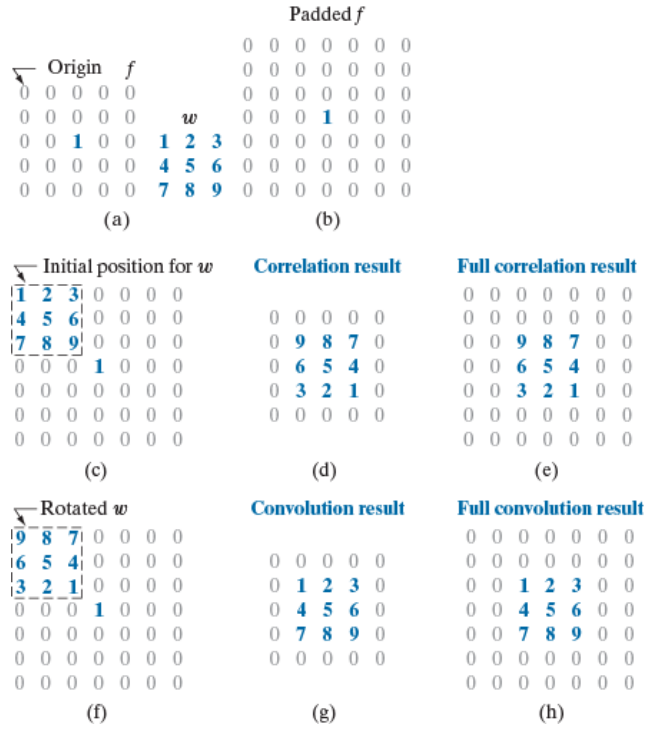 Padded f
0 0 0 0 0 0 0
Origin f 0 0 0 0 0 0 0
0 0 0 0 0 0 0 0 0 0 0 0
0 0 0 0 0 w 0 0 0 1 0 0 0
0 0 1 0 0 1 2 3 0 0 0 0 0 0 0
0 0 0 0 0 4 5 6 0 0 0 0 0 0 0
0 0 0 0 0 7 8 9 0 0 0 0 0 0 0
(a) (b)
Initial position for w Correlation result Full correlation result
1 2 3 0 0 0 0 0 0 0 0 0 0 0
4 5 6 0 0 0 0 0 0 0 0 0 0 0 0 0 0 0 0
7 8 9 0 0 0 0 0 9 8 7 0 0 0 9 8 7 0 0
0 0 0 1 0 0 0 0 6 5 4 0 0 0 6 5 4 0 0
0 0 0 0 0 0 0 0 3 2 1 0 0 0 3 2 1 0 0
0 0 0 0 0 0 0 0 0 0 0 0 0 0 0 0 0 0 0
0 0 0 0 0 0 0 0 0 0 0 0 0 0
(c) (d) (e)
Rotated w Convolution result Full convolution result
9 8 7 0 0 0 0 0 0 0 0 0 0 0
6 5 4 0 0 0 0 0 0 0 0 0 0 0 0 0 0 0 0
3 2 1 0 0 0 0 0 1 2 3 0 0 0 1 2 3 0 0
0 0 0 1 0 0 0 0 4 5 6 0 0 0 4 5 6 0 0
0 0 0 0 0 0 0 0 7 8 9 0 0 0 7 8 9 0 0
0 0 0 0 0 0 0 0 0 0 0 0 0 0 0 0 0 0 0
0 0 0 0 0 0 0 0 0 0 0 0 0 0
(f) (g) (h)